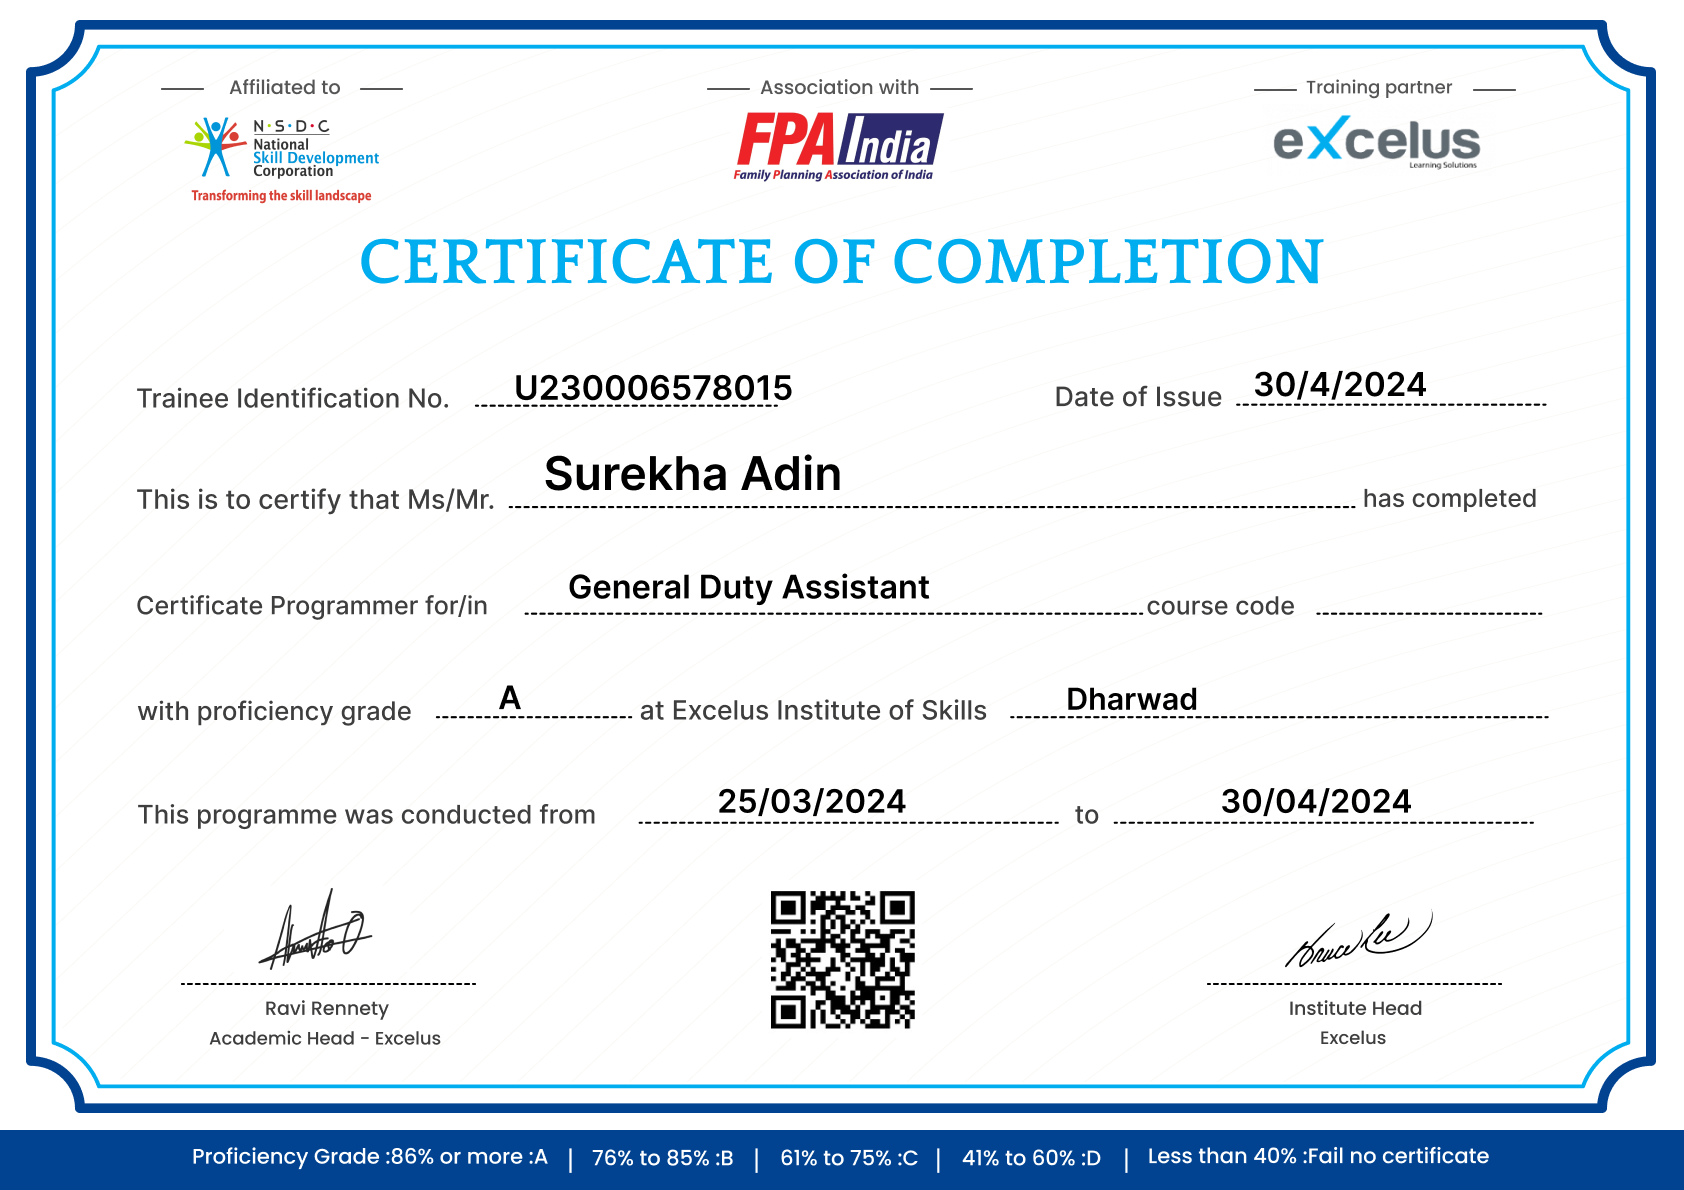 Affiliated to
Association with
Training partner
N·S·D·C
National
Skill Development
Corporation
Transforming the skill landscape
FPA India
Family Planning Association of India
eXcelus
Learning Solutions
CERTIFICATE OF COMPLETION
Trainee Identification No. U230006578015 Date of Issue 30/4/2024
This is to certify that Ms/Mr. Surekha Adin has completed
Certificate Programmer for/in General Duty Assistant course code
with proficiency grade A at Excelus Institute of Skills Dharwad
This programme was conducted from 25/03/2024 to 30/04/2024
Bruce Lee
Ravi Rennety
Academic Head - Excelus
Institute Head
Excelus
Proficiency Grade :86% or more :A | 76% to 85% :B | 61% to 75% :C | 41% to 60% :D | Less than 40% :Fail no certificate